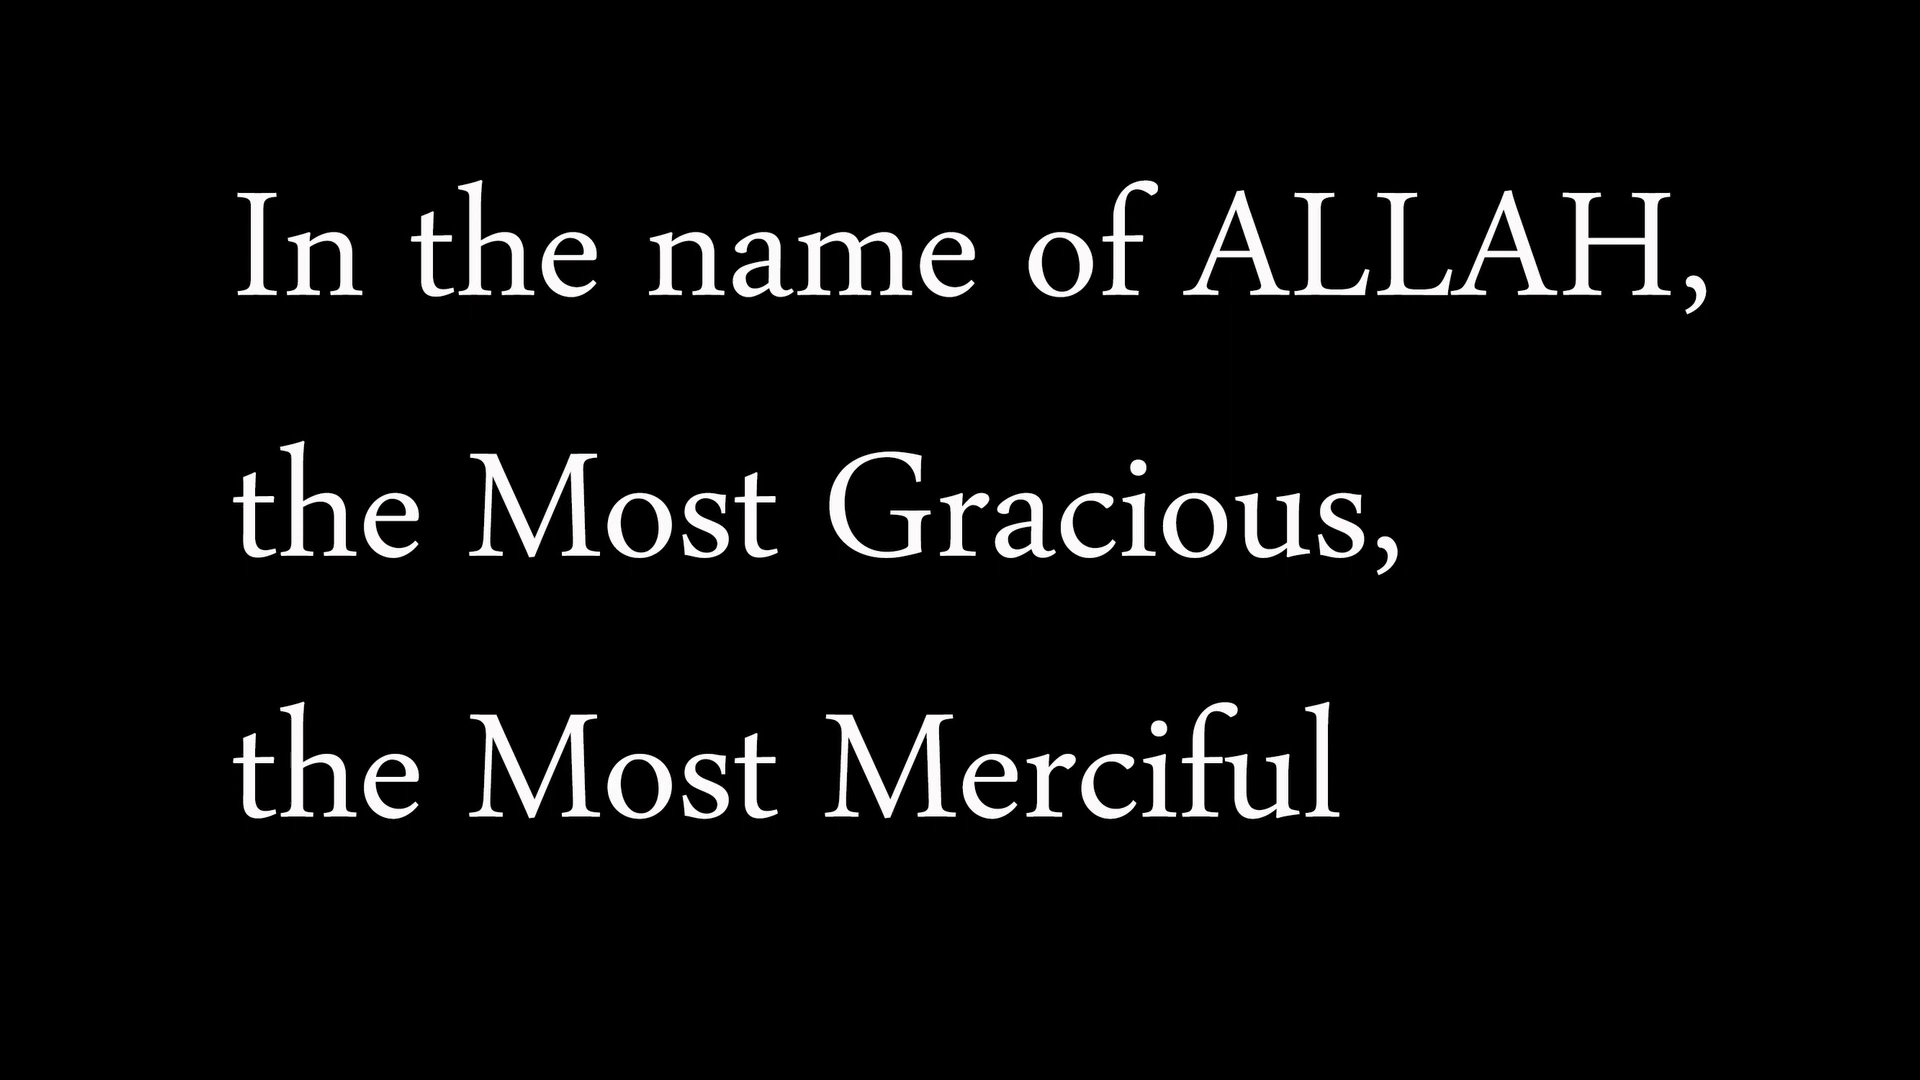 In the name of ALLAH,
the Most Gracious,
the Most Merciful